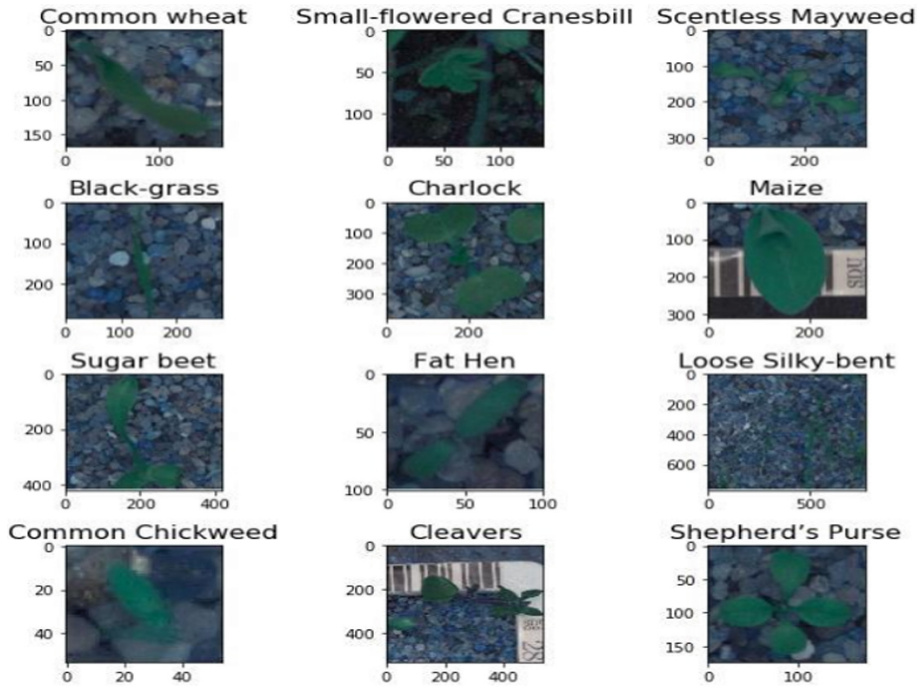 Common wheat Small-flowered Cranesbill Scentless Mayweed
0 0 0
50 50 100
100 100 200
150 300
0 100 0 50 100 0 200
Black-grass Charlock Maize
0 0 0
100 100 100
200 200 200
300 300
0 100 200 0 200 0 200
SDU
Sugar beet Fat Hen Loose Silky-bent
0 0 0
200 50 200
400 100 400
600
0 200 400 0 50 100 0 500
Common Chickweed Cleavers Shepherd’s Purse
0 0 0
20 200 50
40 400 100
150
0 20 40 0 200 400 0 100
28